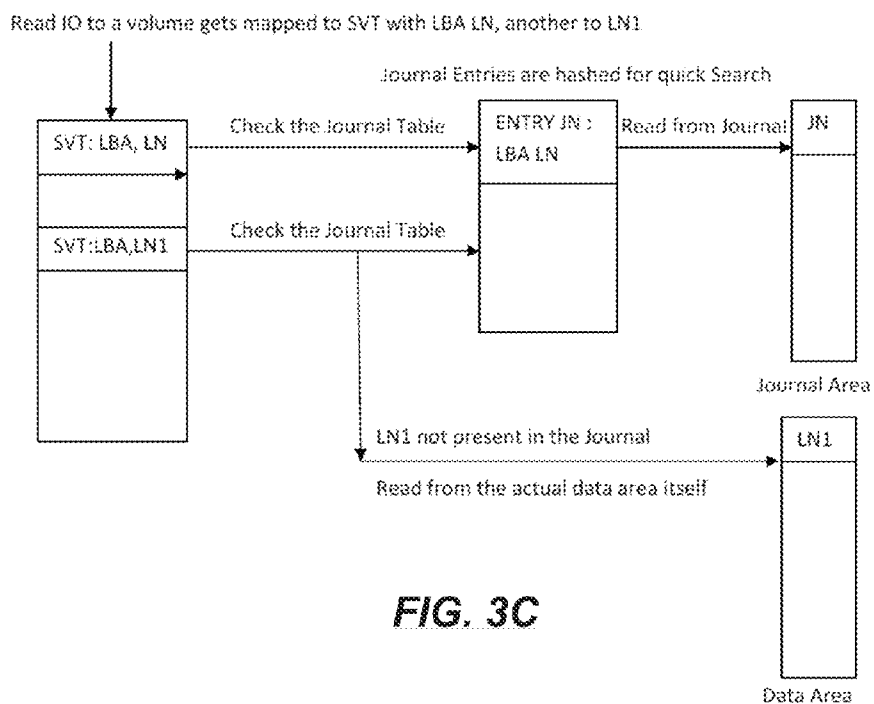 Read IO to a volume gets mapped to SVT with LBA LN, another to LN1
Journal Entries are hashed for quick Search
SVT: LBA, LN
Check the Journal Table
ENTRY JN :
LBA LN
Read from Journal
JN
SVT:LBA,LN1
Check the Journal Table
Journal Area
LN1 not present in the Journal
LN1
Read from the actual data area itself
FIG. 3C
Data Area